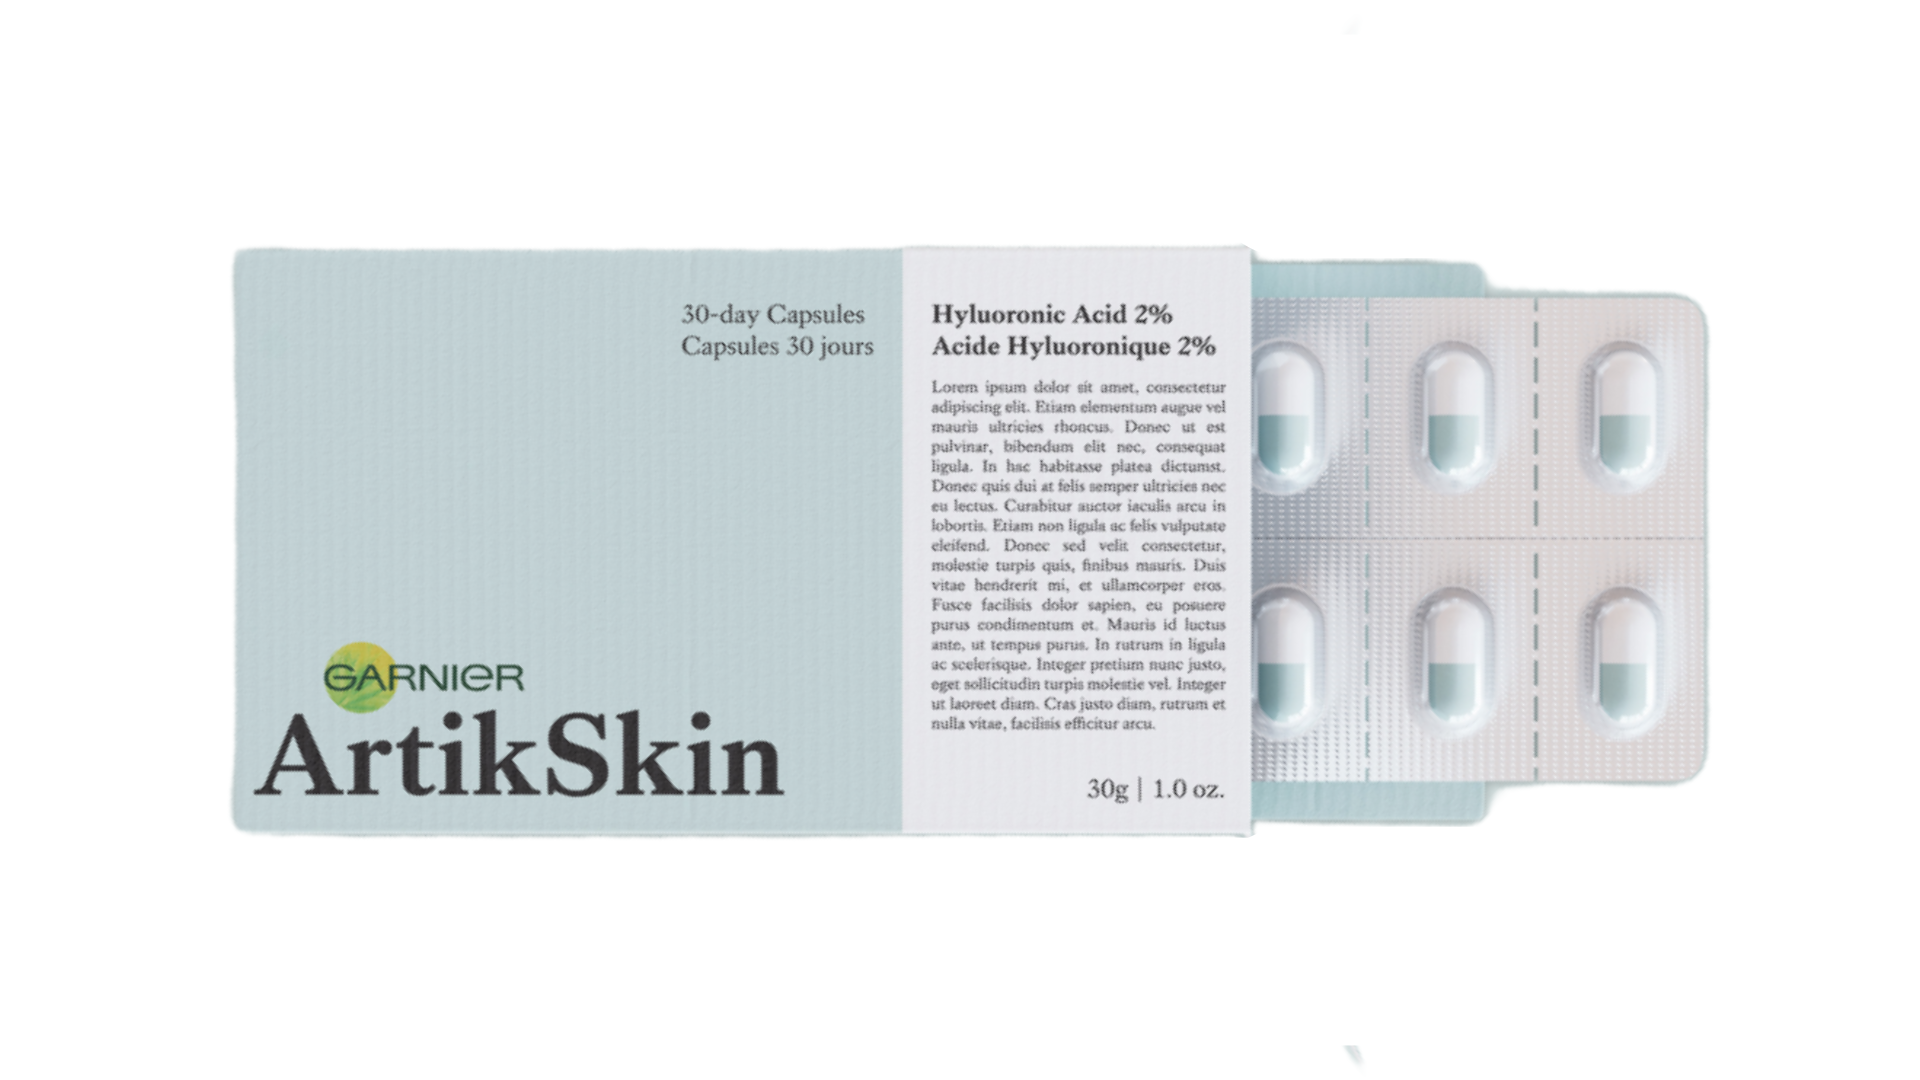 30-day Capsules
Capsules 30 jours
GARNIER
ArtikSkin
Hyluoronic Acid 2%
Acide Hyluoronique 2%
Lorem ipsum dolor sit amet, consectetur
adipiscing elit. Etiam elementum augue vel
mauris ultricies rhoncus. Donec ut est
pulvinar, bibendum elit nec, consequat
ligula. In hac habitasse platea dictumst.
Donec quis dui at felis semper ultricies nec
eu lectus. Curabitur auctor iaculis arcu in
lobortis. Etiam non ligula ac felis vulputate
eleifend. Donec sed velit consectetur,
molestie turpis quis, finibus mauris. Duis
vitae hendrerit mi, et ullamcorper eros.
Fusce facilisis dolor sapien, eu posuere
purus condimentum et. Mauris id luctus
ante, ut tempus purus. In rutrum in ligula
ac scelerisque. Integer pretium nunc justo,
eget sollicitudin turpis molestie vel. Integer
ut laoreet diam. Cras justo diam, rutrum et
nulla vitae, facilisis efficitur arcu.
30g | 1.0 oz.